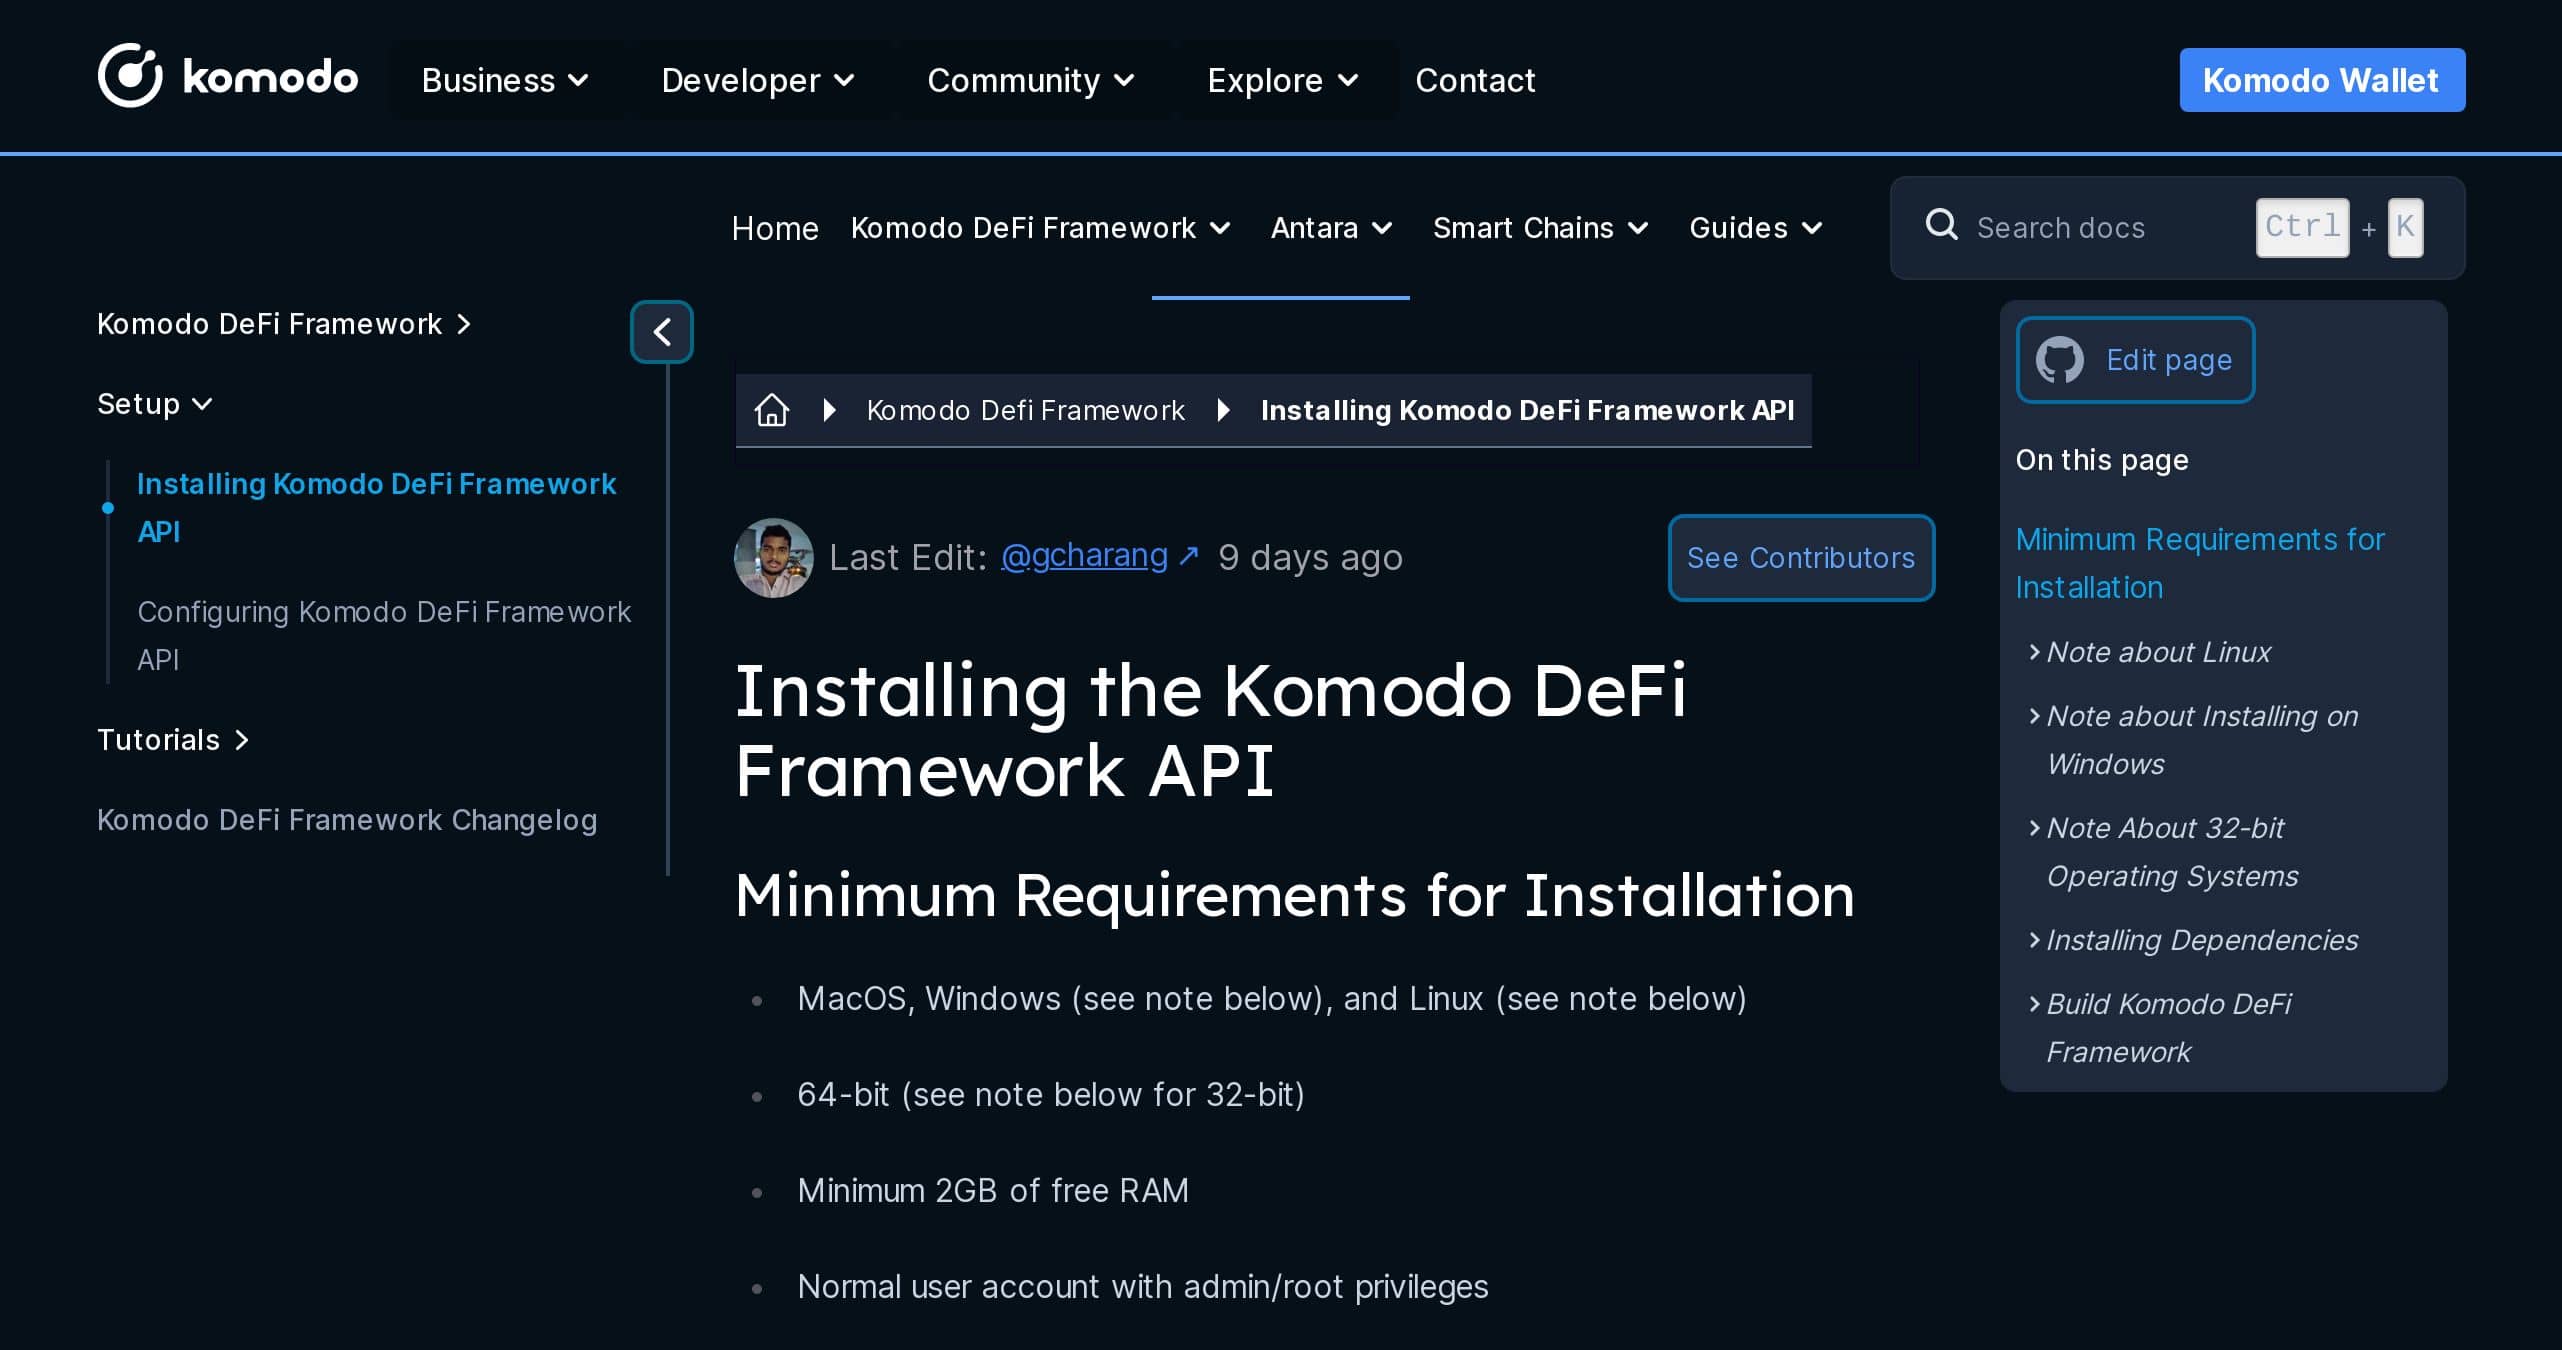 komodo
Business
Developer
Community
Explore
Contact
Komodo Wallet
Home
Komodo DeFi Framework
Antara
Smart Chains
Guides
Search docs
Ctrl + K
Komodo DeFi Framework
Setup
Installing Komodo DeFi Framework
API
Configuring Komodo DeFi Framework
API
Tutorials
Komodo DeFi Framework Changelog
Komodo Defi Framework
Installing Komodo DeFi Framework API
Last Edit: @gcharang ↗ 9 days ago
See Contributors
Installing the Komodo DeFi
Framework API
Minimum Requirements for Installation
MacOS, Windows (see note below), and Linux (see note below)
64-bit (see note below for 32-bit)
Minimum 2GB of free RAM
Normal user account with admin/root privileges
Edit page
On this page
Minimum Requirements for
Installation
Note about Linux
Note about Installing on
Windows
Note About 32-bit
Operating Systems
Installing Dependencies
Build Komodo DeFi
Framework